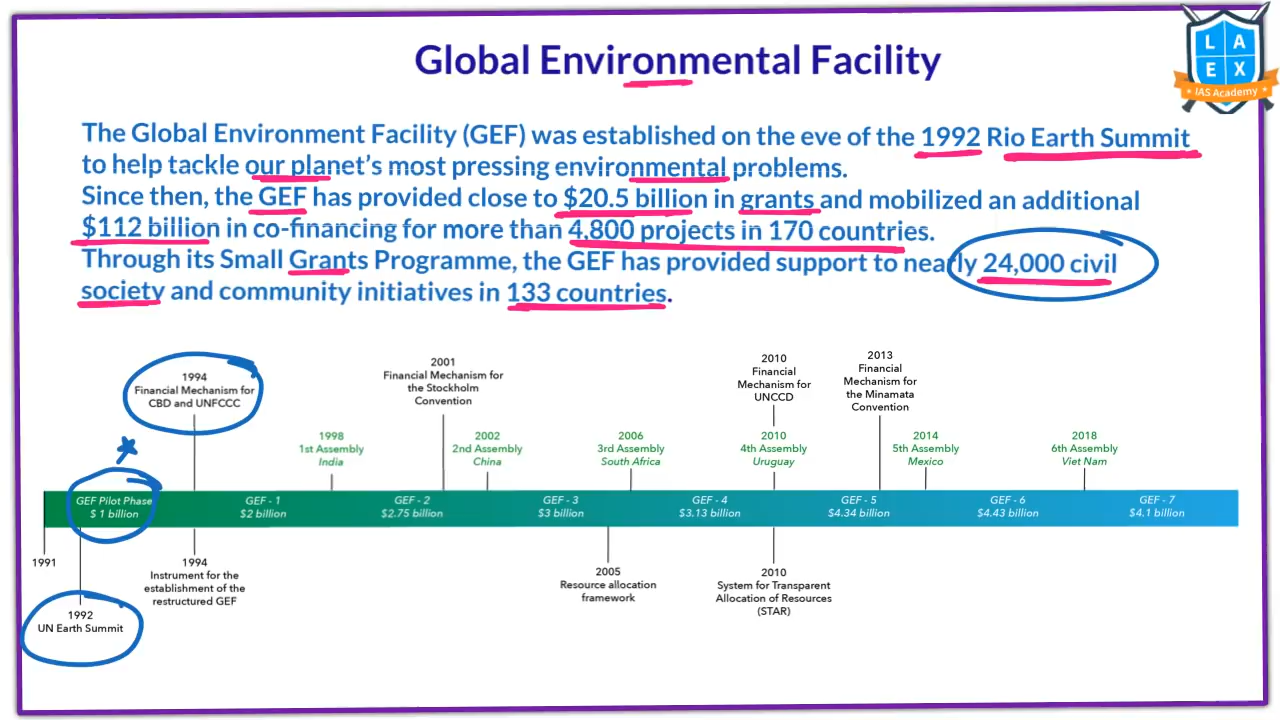 Global Environmental Facility
L A
E X
IAS Academy
The Global Environment Facility (GEF) was established on the eve of the 1992 Rio Earth Summit
to help tackle our planet's most pressing environmental problems.
Since then, the GEF has provided close to $20.5 billion in grants and mobilized an additional
$112 billion in co-financing for more than 4,800 projects in 170 countries.
Through its Small Grants Programme, the GEF has provided support to nearly 24,000 civil
society and community initiatives in 133 countries.
1994
Financial Mechanism for
CBD and UNFCCC
2001
Financial Mechanism for
the Stockholm
Convention
2010
Financial
Mechanism for
UNCCD
2013
Financial
Mechanism for
the Minamata
Convention
1998
1st Assembly
India
2002
2nd Assembly
China
2006
3rd Assembly
South Africa
2010
4th Assembly
Uruguay
2014
5th Assembly
Mexico
2018
6th Assembly
Viet Nam
GEF Pilot Phase
$ 1 billion
GEF - 1
$2 billion
GEF - 2
$2.75 billion
GEF - 3
$3 billion
GEF - 4
$3.13 billion
GEF - 5
$4.34 billion
GEF - 6
$4.43 billion
GEF - 7
$4.1 billion
1991
1992
UN Earth Summit
1994
Instrument for the
establishment of the
restructured GEF
2005
Resource allocation
framework
2010
System for Transparent
Allocation of Resources
(STAR)